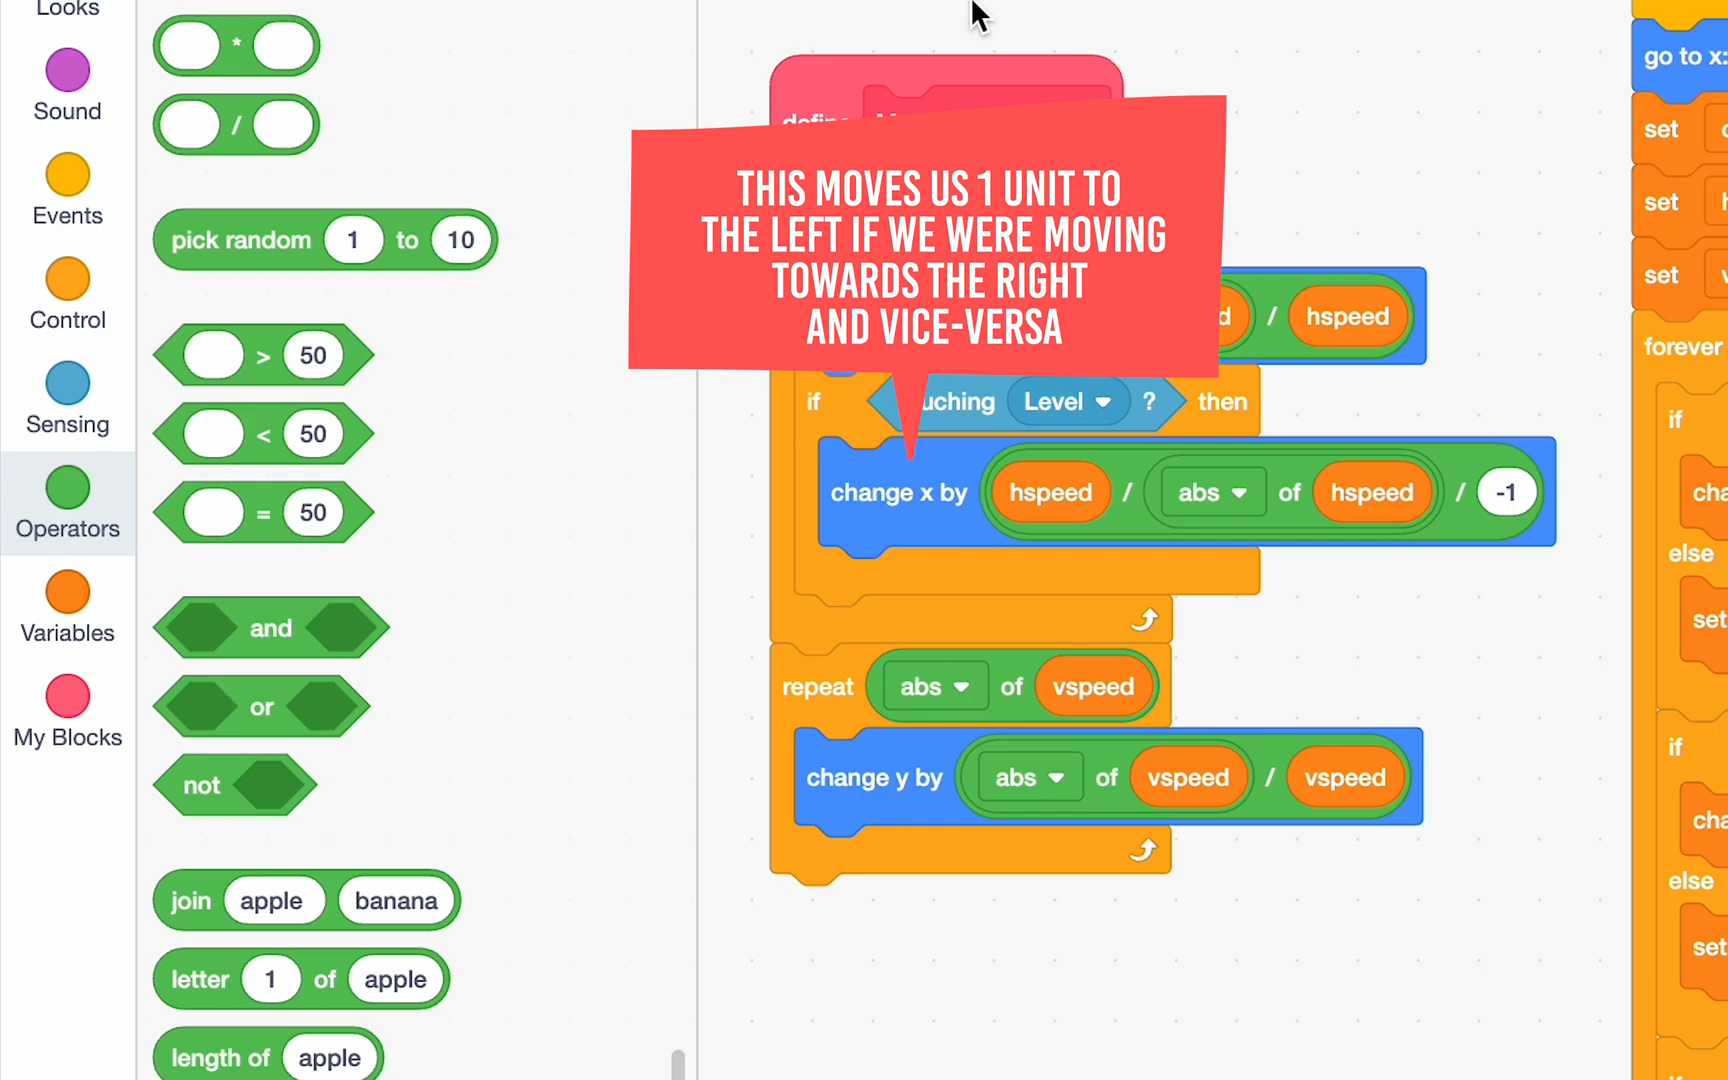 Looks
Sound
Events
Control
Sensing
Operators
Variables
My Blocks
*
/
pick random 1 to 10
> 50
< 50
= 50
and
or
not
join apple banana
letter 1 of apple
length of apple
define
THIS MOVES US 1 UNIT TO
THE LEFT IF WE WERE MOVING
TOWARDS THE RIGHT
AND VICE-VERSA
/ hspeed
if touching Level ? then
change x by hspeed / abs of hspeed / -1
repeat abs of vspeed
change y by abs of vspeed / vspeed
go to x:
set
set
set
forever
if
else
set
if
else
set